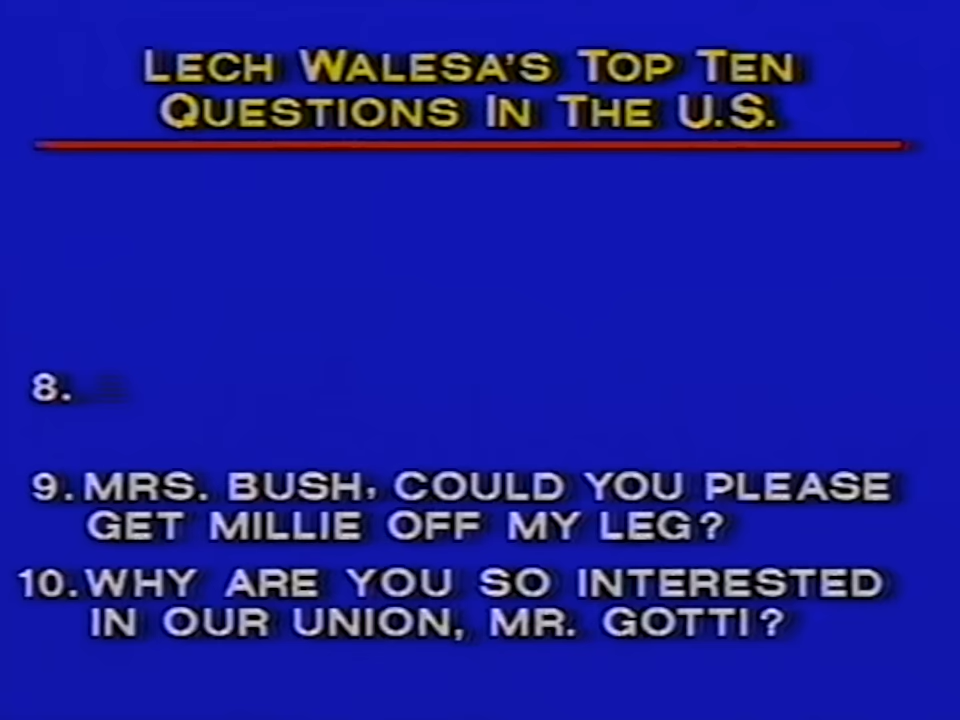 LECH WALESA'S TOP TEN
QUESTIONS IN THE U.S.
8.
9. MRS. BUSH, COULD YOU PLEASE
GET MILLIE OFF MY LEG?
10. WHY ARE YOU SO INTERESTED
IN OUR UNION, MR. GOTTI?